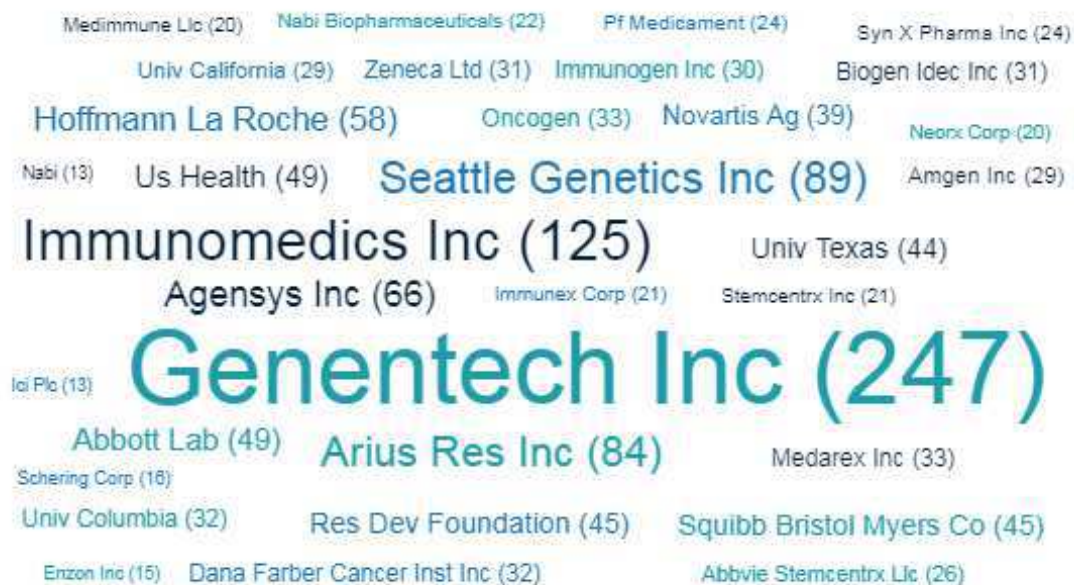 Medimmune Llc (20) Nabi Biopharmaceuticals (22) Pf Medicament (24) Syn X Pharma Inc (24)
Univ California (29) Zeneca Ltd (31) Immunogen Inc (30) Biogen Idec Inc (31)
Hoffmann La Roche (58) Oncogen (33) Novartis Ag (39) Neorx Corp (20)
Nabi (13) Us Health (49) Seattle Genetics Inc (89) Amgen Inc (29)
Immunomedics Inc (125) Univ Texas (44)
Agensys Inc (66) Immunex Corp (21) Stemcentrx Inc (21)
Ici Plc (13) Genentech Inc (247)
Abbott Lab (49) Arius Res Inc (84) Medarex Inc (33)
Schering Corp (16)
Univ Columbia (32) Res Dev Foundation (45) Squibb Bristol Myers Co (45)
Enzon Inc (15) Dana Farber Cancer Inst Inc (32) Abbvie Stemcentrx Llc (26)